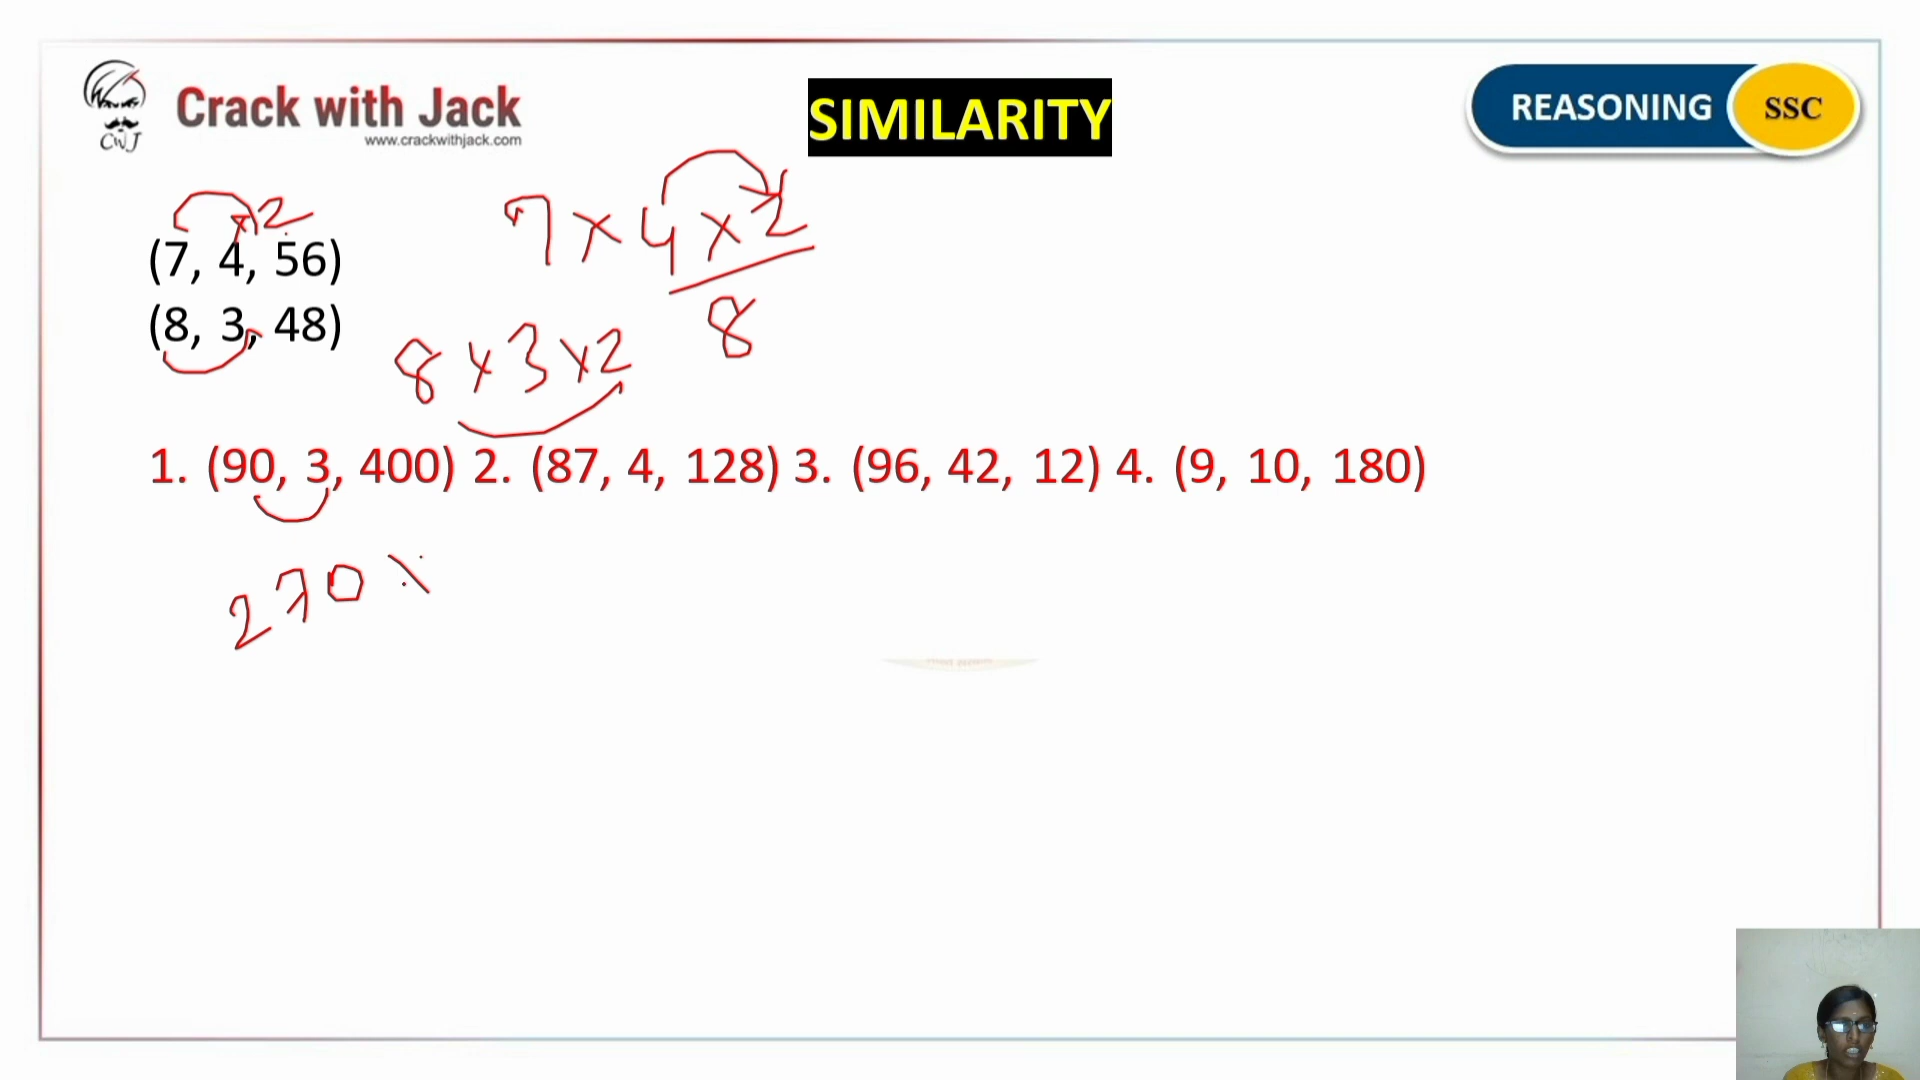 Crack with Jack
www.crackwithjack.com
CWJ
SIMILARITY
REASONING SSC
×2
(7, 4, 56)
7 × 4 × 2
8
(8, 3, 48)
8 × 3 × 2
1. (90, 3, 400) 2. (87, 4, 128) 3. (96, 42, 12) 4. (9, 10, 180)
270 ×